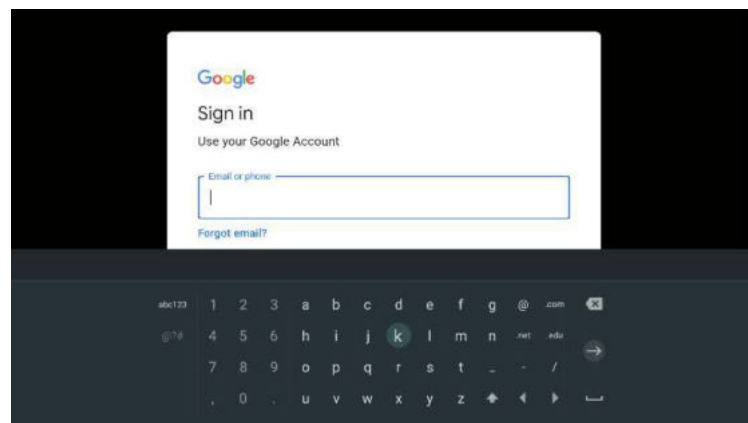 Google
Sign in
Use your Google Account
Email or phone
Forgot email?
abc123 1 2 3 a b c d e f g @ .com
@?# 4 5 6 h i j k l m n .net .edu
7 8 9 o p q r s t _ - /
, 0 . u v w x y z